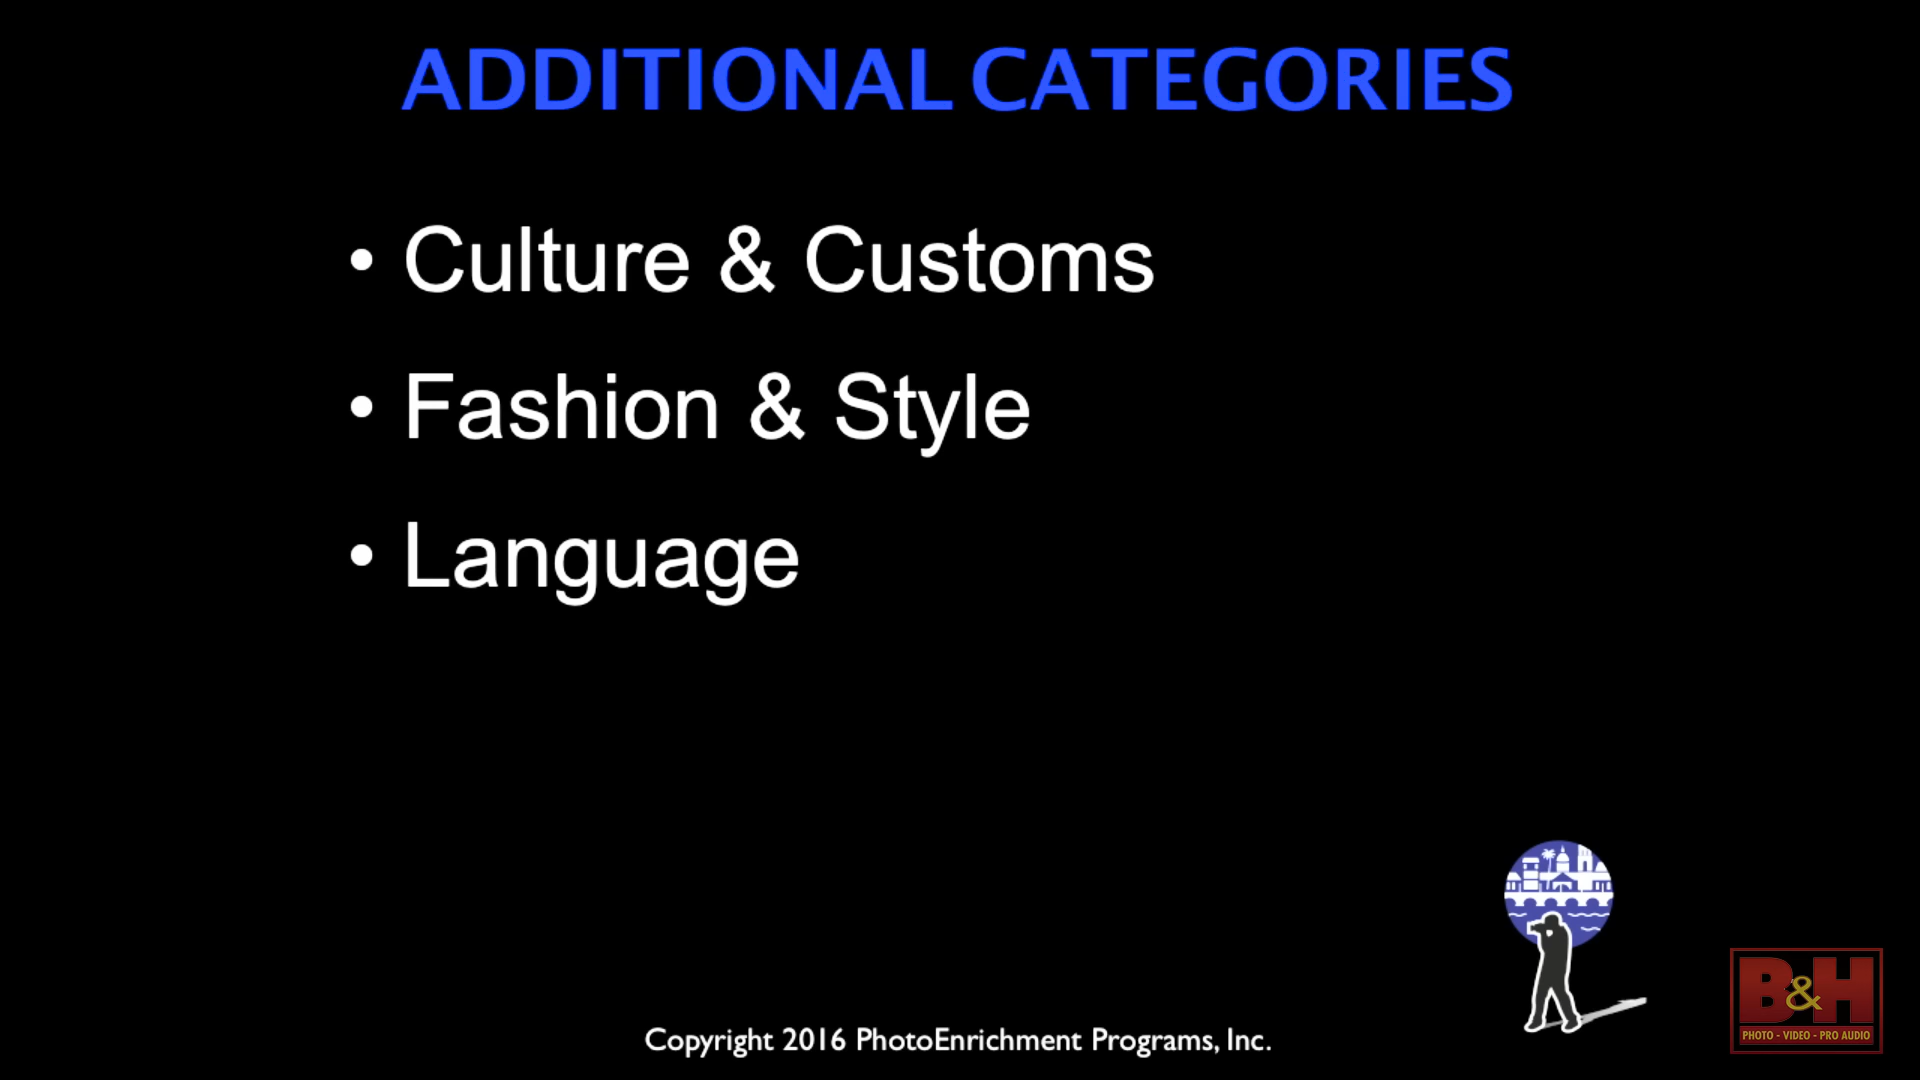 ADDITIONAL CATEGORIES
• Culture & Customs
• Fashion & Style
• Language
Copyright 2016 PhotoEnrichment Programs, Inc.
B&H
PHOTO - VIDEO - PRO AUDIO